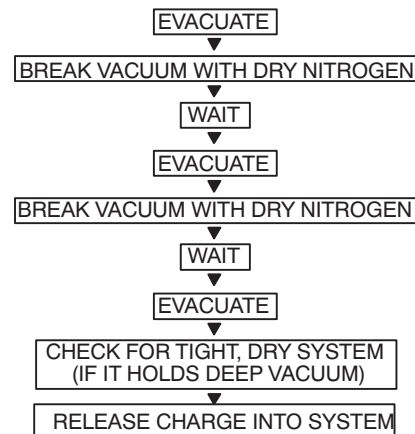 EVACUATE
BREAK VACUUM WITH DRY NITROGEN
WAIT
EVACUATE
BREAK VACUUM WITH DRY NITROGEN
WAIT
EVACUATE
CHECK FOR TIGHT, DRY SYSTEM
(IF IT HOLDS DEEP VACUUM)
RELEASE CHARGE INTO SYSTEM